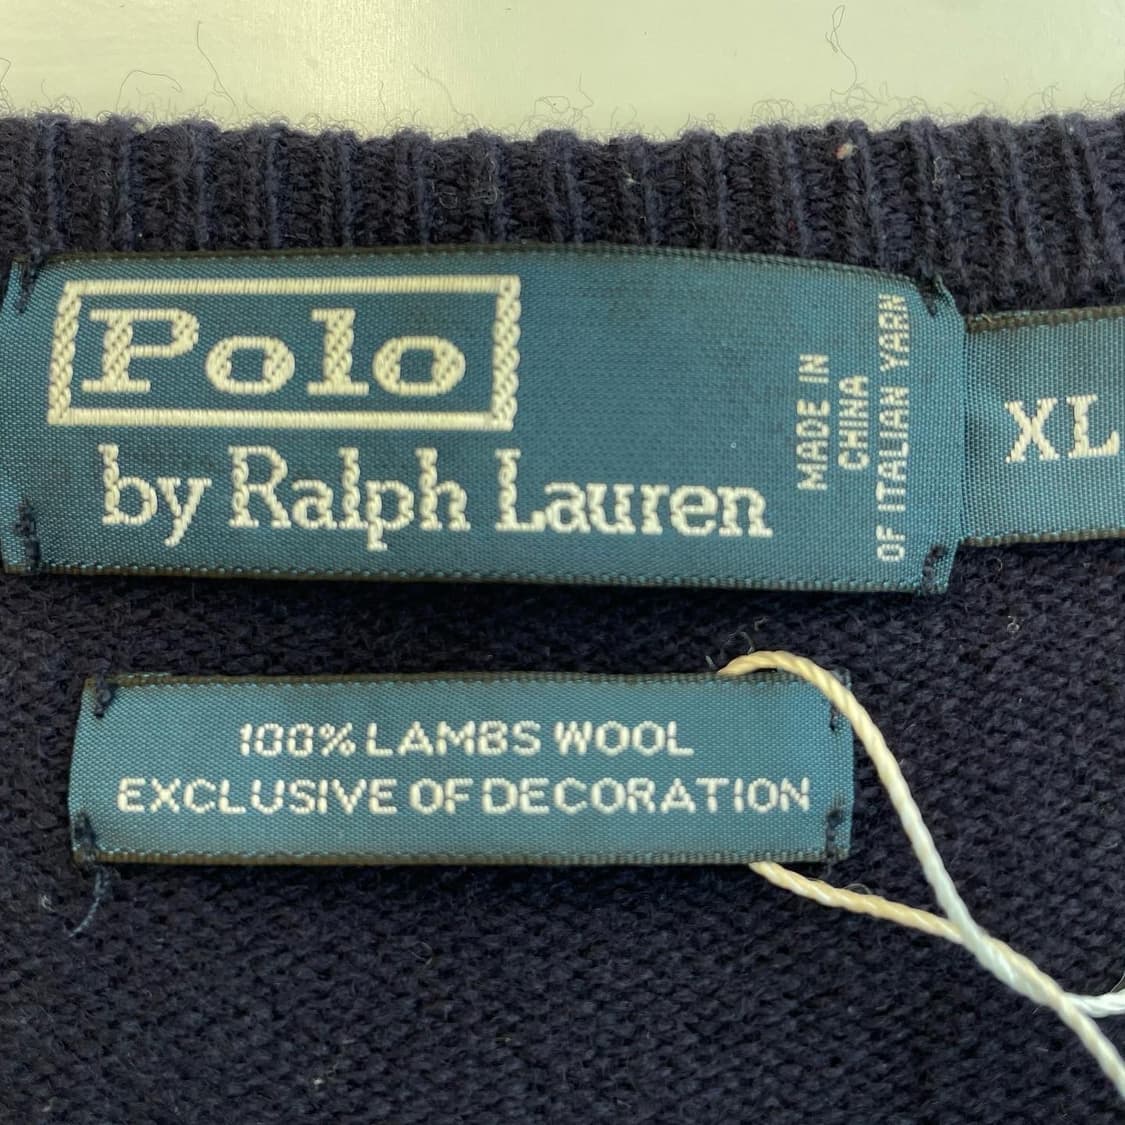 Polo
by Ralph Lauren
MADE IN
CHINA
OF ITALIAN YARN
XL
100% LAMBS WOOL
EXCLUSIVE OF DECORATION